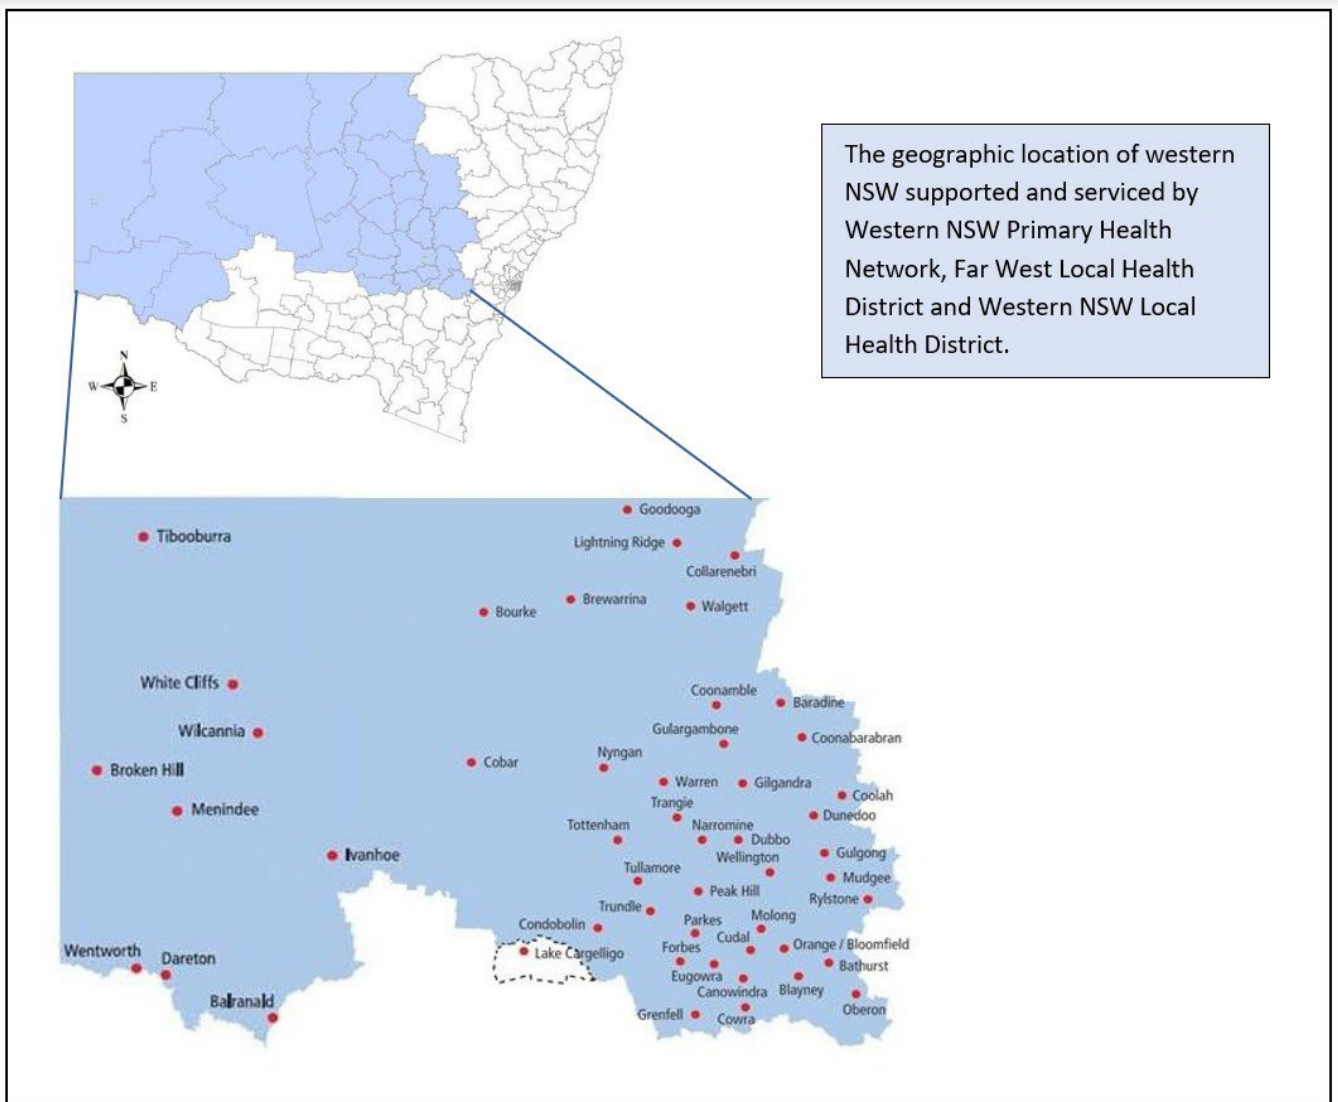 The geographic location of western
NSW supported and serviced by
Western NSW Primary Health
Network, Far West Local Health
District and Western NSW Local
Health District.
N
W E
S
Goodooga
Tibooburra
Lightning Ridge
Collarenebri
Brewarrina
Bourke
Walgett
White Cliffs
Coonamble
Baradine
Wilcannia
Gulargambone
Coonabarabran
Nyngan
Cobar
Broken Hill
Warren
Gilgandra
Coolah
Trangie
Menindee
Dunedoo
Tottenham
Narromine
Dubbo
Ivanhoe
Wellington
Gulgong
Tullamore
Mudgee
Peak Hill
Rylstone
Trundle
Molong
Parkes
Condobolin
Cudal
Orange / Bloomfield
Forbes
Wentworth
Lake Cargelligo
Dareton
Bathurst
Eugowra
Canowindra
Blayney
Balranald
Oberon
Grenfell
Cowra